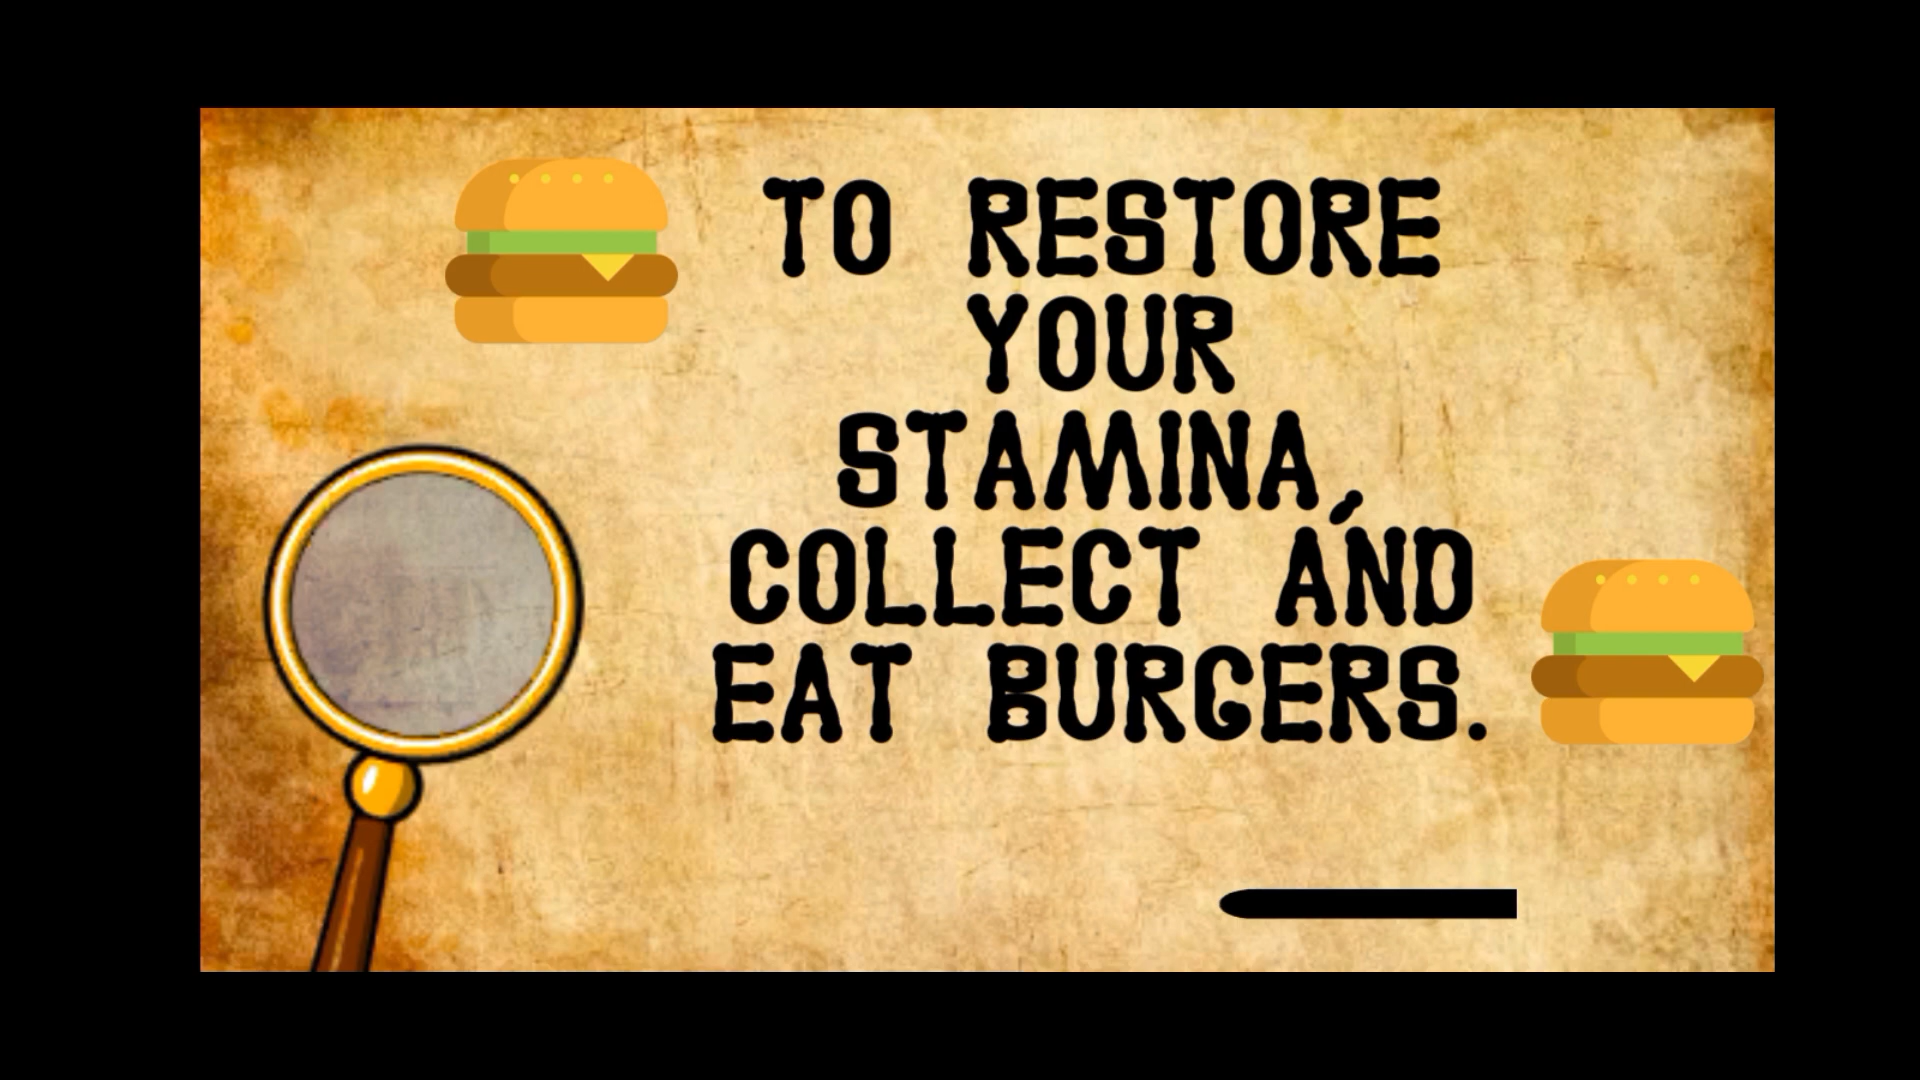 TO RESTORE
YOUR
STAMINA,
COLLECT AND
EAT BURGERS.